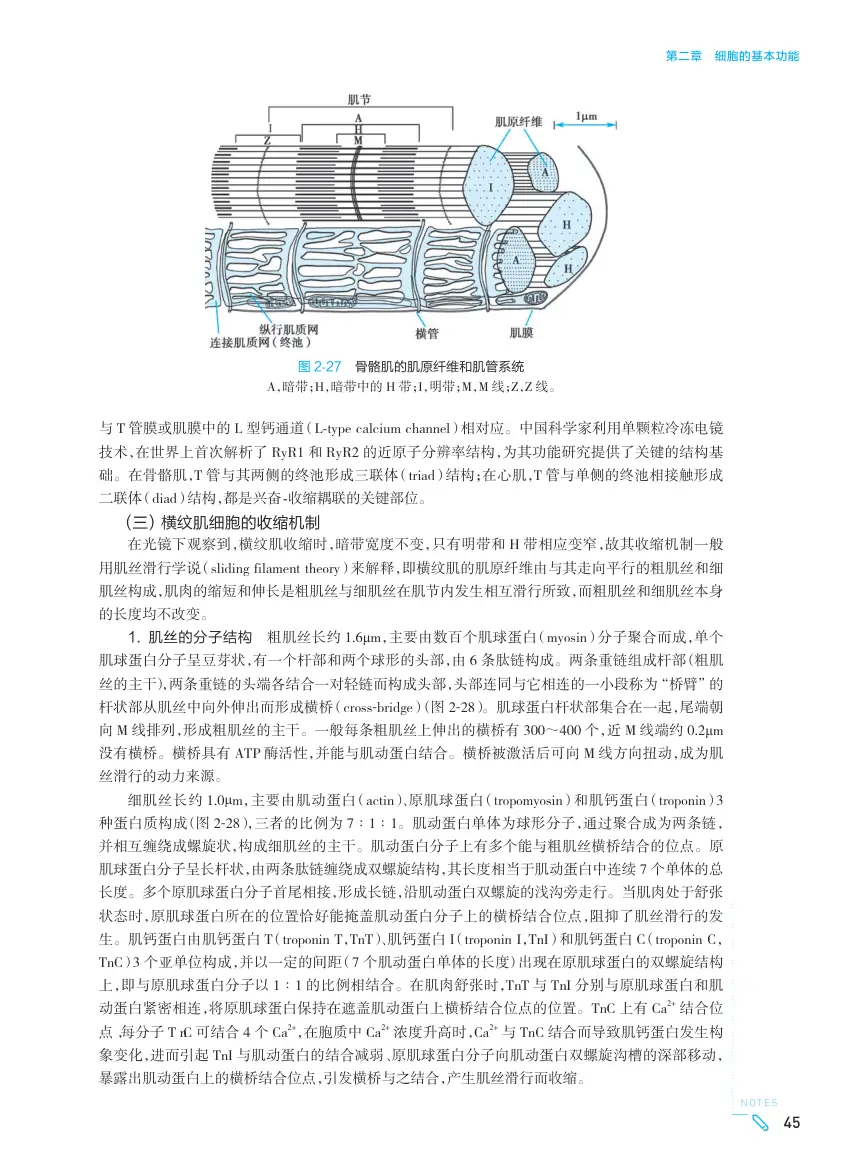 第二章 细胞的基本功能
肌节
I
A
H
Z
M
肌原纤维
1μm
I
A
H
A
H
纵行肌质网
连接肌质网(终池)
横管
肌膜
图 2-27 骨骼肌的肌原纤维和肌管系统
A,暗带;H,暗带中的 H 带;I,明带;M,M 线;Z,Z 线。
与 T 管膜或肌膜中的 L 型钙通道(L-type calcium channel)相对应。中国科学家利用单颗粒冷冻电镜
技术,在世界上首次解析了 RyR1 和 RyR2 的近原子分辨率结构,为其功能研究提供了关键的结构基
础。在骨骼肌,T 管与其两侧的终池形成三联体(triad)结构;在心肌,T 管与单侧的终池相接触形成
二联体(diad)结构,都是兴奋-收缩耦联的关键部位。
(三)横纹肌细胞的收缩机制
在光镜下观察到,横纹肌收缩时,暗带宽度不变,只有明带和 H 带相应变窄,故其收缩机制一般
用肌丝滑行学说(sliding filament theory)来解释,即横纹肌的肌原纤维由与其走向平行的粗肌丝和细
肌丝构成,肌肉的缩短和伸长是粗肌丝与细肌丝在肌节内发生相互滑行所致,而粗肌丝和细肌丝本身
的长度均不改变。
1. 肌丝的分子结构 粗肌丝长约 1.6μm,主要由数百个肌球蛋白(myosin)分子聚合而成,单个
肌球蛋白分子呈豆芽状,有一个杆部和两个球形的头部,由 6 条肽链构成。两条重链组成杆部(粗肌
丝的主干),两条重链的头端各结合一对轻链而构成头部,头部连同与它相连的一小段称为“桥臂”的
杆状部从肌丝中向外伸出而形成横桥(cross-bridge)(图 2-28)。肌球蛋白杆状部集合在一起,尾端朝
向 M 线排列,形成粗肌丝的主干。一般每条粗肌丝上伸出的横桥有 300~400 个,近 M 线端约 0.2μm
没有横桥。横桥具有 ATP 酶活性,并能与肌动蛋白结合。横桥被激活后可向 M 线方向扭动,成为肌
丝滑行的动力来源。
细肌丝长约 1.0μm,主要由肌动蛋白(actin)、原肌球蛋白(tropomyosin)和肌钙蛋白(troponin)3
种蛋白质构成(图 2-28),三者的比例为 7∶1∶1。肌动蛋白单体为球形分子,通过聚合成为两条链,
并相互缠绕成螺旋状,构成细肌丝的主干。肌动蛋白分子上有多个能与粗肌丝横桥结合的位点。原
肌球蛋白分子呈长杆状,由两条肽链缠绕成双螺旋结构,其长度相当于肌动蛋白中连续 7 个单体的总
长度。多个原肌球蛋白分子首尾相接,形成长链,沿肌动蛋白双螺旋的浅沟旁走行。当肌肉处于舒张
状态时,原肌球蛋白所在的位置恰好能掩盖肌动蛋白分子上的横桥结合位点,阻抑了肌丝滑行的发
生。肌钙蛋白由肌钙蛋白 T(troponin T,TnT)、肌钙蛋白 I(troponin I,TnI)和肌钙蛋白 C(troponin C,
TnC)3 个亚单位构成,并以一定的间距(7 个肌动蛋白单体的长度)出现在原肌球蛋白的双螺旋结构
上,即与原肌球蛋白分子以 1∶1 的比例相结合。在肌肉舒张时,TnT 与 TnI 分别与原肌球蛋白和肌
动蛋白紧密相连,将原肌球蛋白保持在遮盖肌动蛋白上横桥结合位点的位置。TnC 上有 Ca²⁺ 结合位
点,每分子 TnC 可结合 4 个 Ca²⁺,在胞质中 Ca²⁺ 浓度升高时,Ca²⁺ 与 TnC 结合而导致肌钙蛋白发生构
象变化,进而引起 TnI 与肌动蛋白的结合减弱、原肌球蛋白分子向肌动蛋白双螺旋沟槽的深部移动,
暴露出肌动蛋白上的横桥结合位点,引发横桥与之结合,产生肌丝滑行而收缩。
NOTES
45